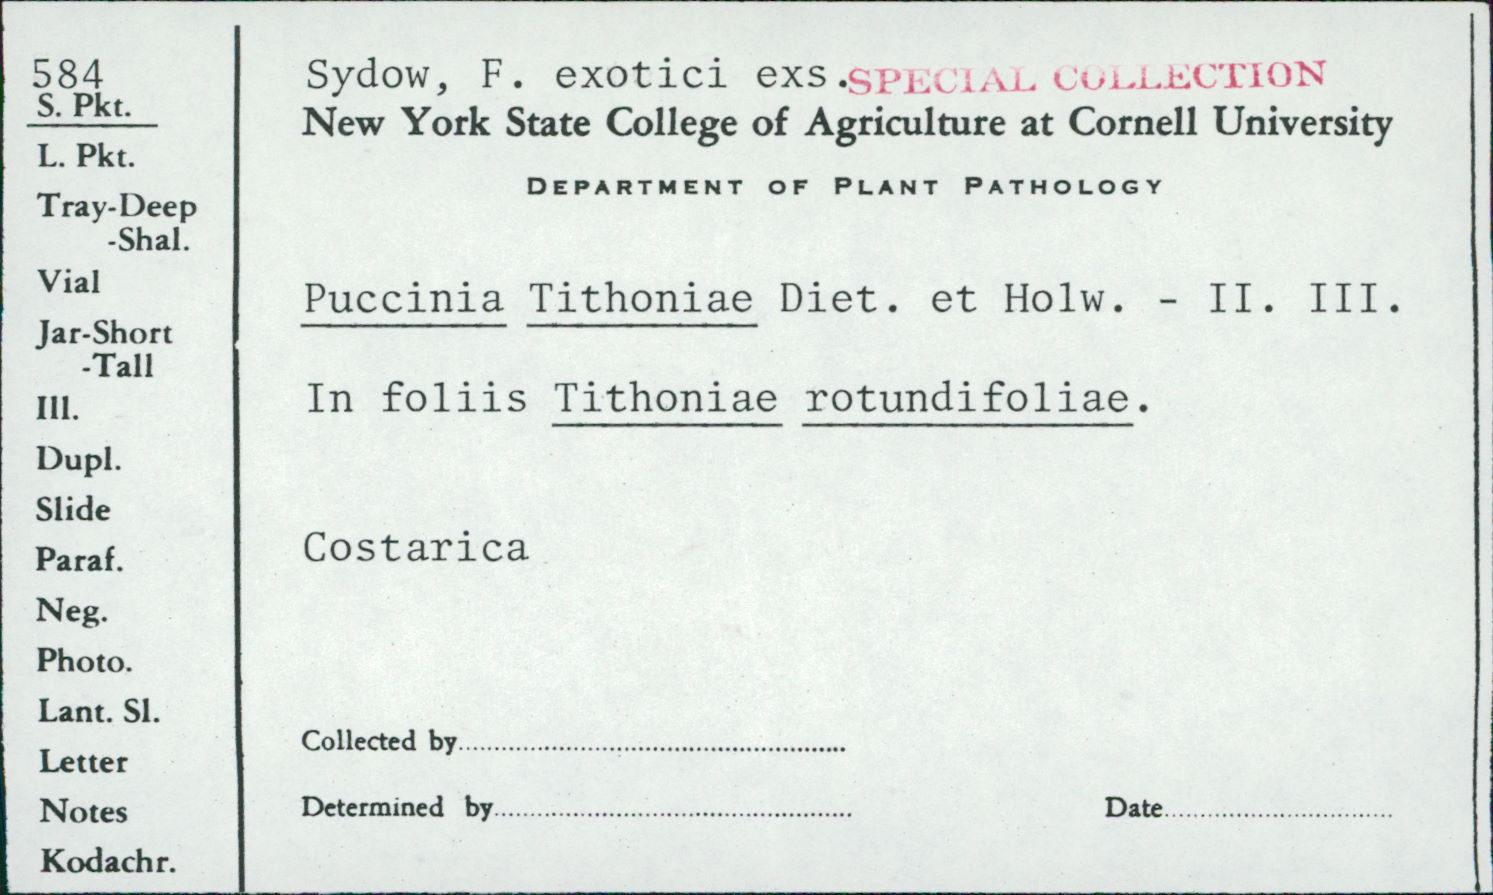 584
S. Pkt.
L. Pkt.
Tray-Deep
-Shal.
Vial
Jar-Short
-Tall
Ill.
Dupl.
Slide
Paraf.
Neg.
Photo.
Lant. Sl.
Letter
Notes
Kodachr.
Sydow, F. exotici exs. SPECIAL COLLECTION
New York State College of Agriculture at Cornell University
DEPARTMENT OF PLANT PATHOLOGY
Puccinia Tithoniae Diet. et Holw. - II. III.
In foliis Tithoniae rotundifoliae.
Costarica
Collected by
Determined by Date